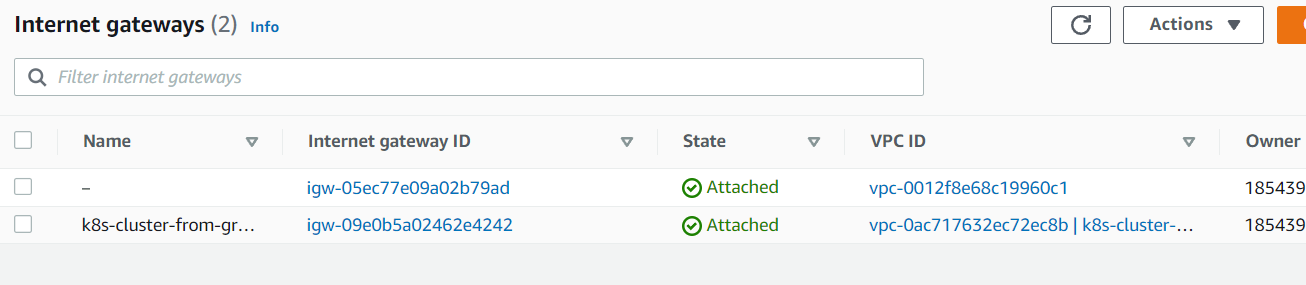 Internet gateways (2) Info
Actions
Filter internet gateways
Name Internet gateway ID State VPC ID Owner
– igw-05ec77e09a02b79ad Attached vpc-0012f8e68c19960c1 185439
k8s-cluster-from-gr… igw-09e0b5a02462e4242 Attached vpc-0ac717632ec72ec8b | k8s-cluster-… 185439